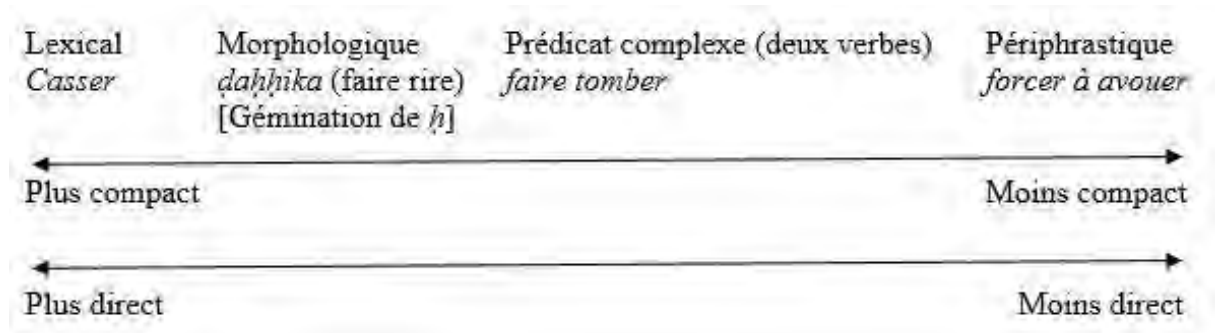 Lexical Morphologique Prédicat complexe (deux verbes) Périphrastique
Casser ḍaḥḥika (faire rire) faire tomber forcer à avouer
[Gémination de ḥ]
Plus compact Moins compact
Plus direct Moins direct